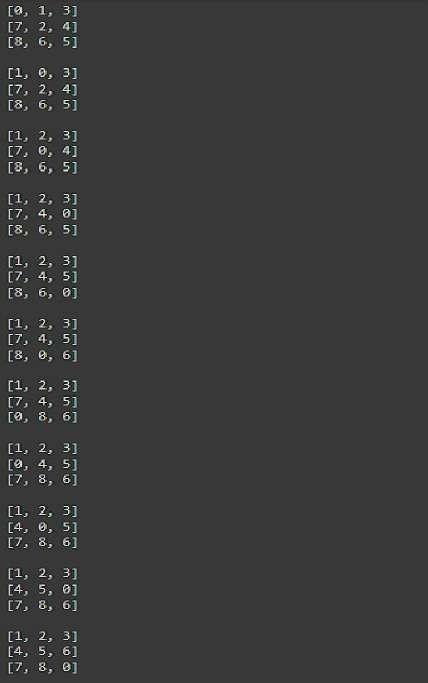 [0, 1, 3]
[7, 2, 4]
[8, 6, 5]

[1, 0, 3]
[7, 2, 4]
[8, 6, 5]

[1, 2, 3]
[7, 0, 4]
[8, 6, 5]

[1, 2, 3]
[7, 4, 0]
[8, 6, 5]

[1, 2, 3]
[7, 4, 5]
[8, 6, 0]

[1, 2, 3]
[7, 4, 5]
[8, 0, 6]

[1, 2, 3]
[7, 4, 5]
[0, 8, 6]

[1, 2, 3]
[0, 4, 5]
[7, 8, 6]

[1, 2, 3]
[4, 0, 5]
[7, 8, 6]

[1, 2, 3]
[4, 5, 0]
[7, 8, 6]

[1, 2, 3]
[4, 5, 6]
[7, 8, 0]